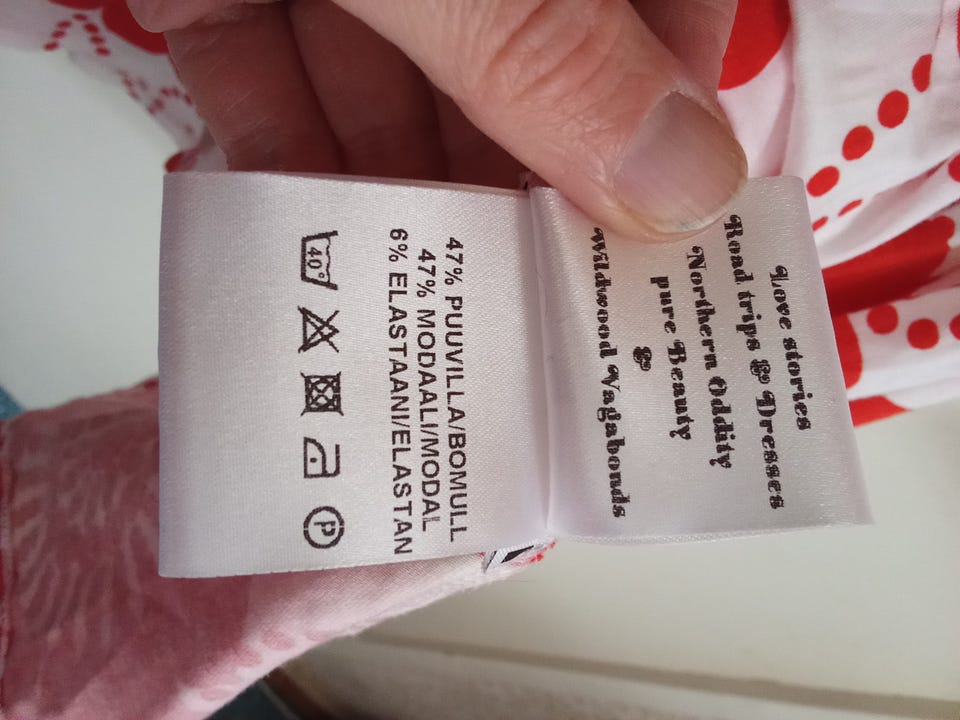 47% PUUVILLA/BOMULL
47% MODALI/MODAL
6% ELASTAANI/ELASTAN
40°
P
Love stories
Road trips & Dresses
Northern Oddity
pure Beauty
&
Wildwood Vagabonds